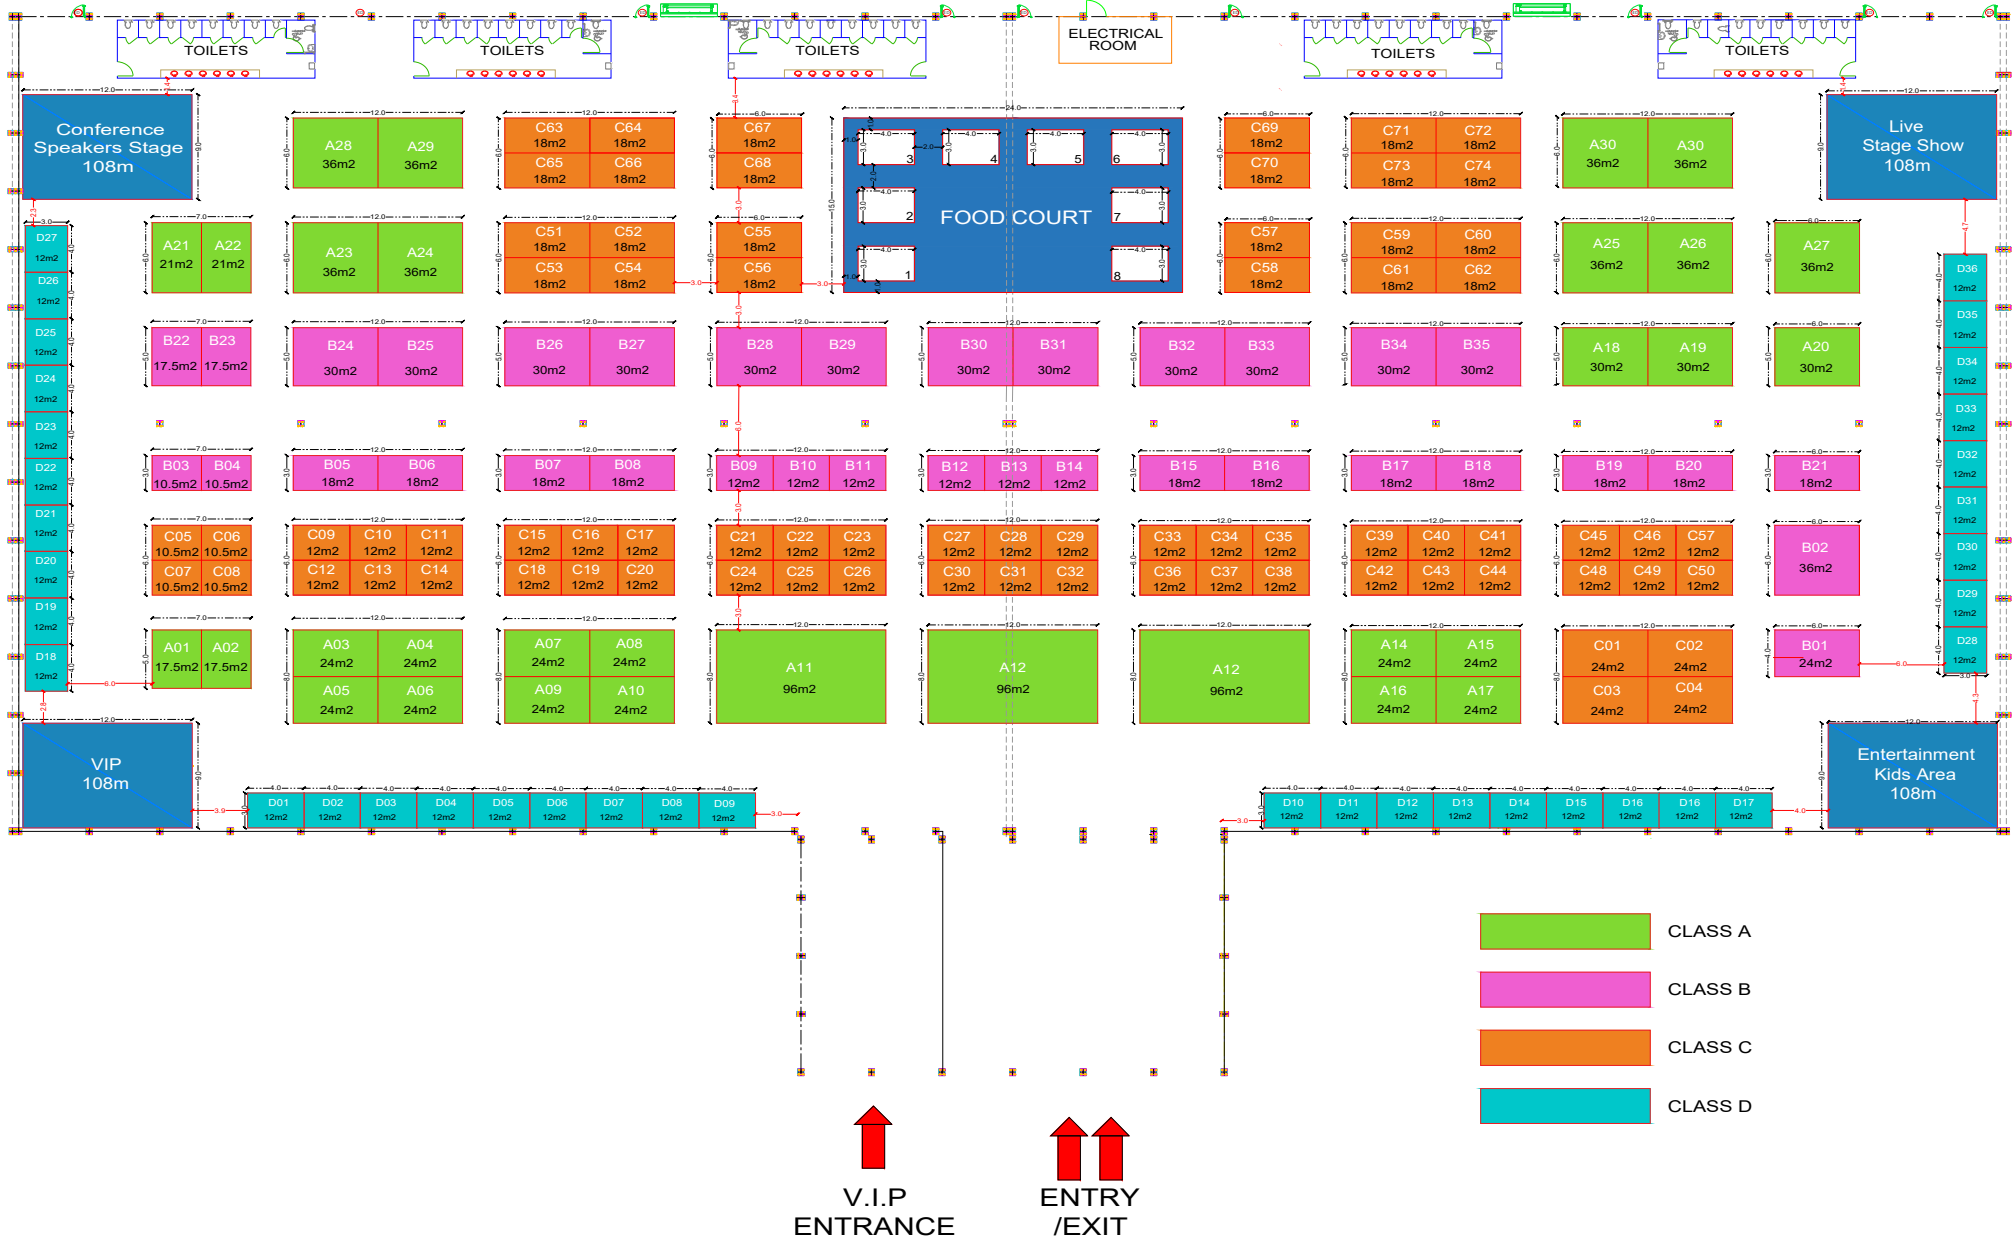 TOILETS
TOILETS
TOILETS
ELECTRICAL
ROOM
TOILETS
TOILETS
Conference
Speakers Stage
108m
A28
36m2
A29
36m2
C63
18m2
C64
18m2
C65
18m2
C66
18m2
C67
18m2
C68
18m2
FOOD COURT
3
4
5
6
2
7
1
8
C69
18m2
C70
18m2
C71
18m2
C72
18m2
C73
18m2
C74
18m2
A30
36m2
A30
36m2
Live
Stage Show
108m
A21
21m2
A22
21m2
A23
36m2
A24
36m2
C51
18m2
C52
18m2
C53
18m2
C54
18m2
C55
18m2
C56
18m2
C57
18m2
C58
18m2
C59
18m2
C60
18m2
C61
18m2
C62
18m2
A25
36m2
A26
36m2
A27
36m2
B22
17.5m2
B23
17.5m2
B24
30m2
B25
30m2
B26
30m2
B27
30m2
B28
30m2
B29
30m2
B30
30m2
B31
30m2
B32
30m2
B33
30m2
B34
30m2
B35
30m2
A18
30m2
A19
30m2
A20
30m2
B03
10.5m2
B04
10.5m2
B05
18m2
B06
18m2
B07
18m2
B08
18m2
B09
12m2
B10
12m2
B11
12m2
B12
12m2
B13
12m2
B14
12m2
B15
18m2
B16
18m2
B17
18m2
B18
18m2
B19
18m2
B20
18m2
B21
18m2
C05
10.5m2
C06
10.5m2
C07
10.5m2
C08
10.5m2
C09
12m2
C10
12m2
C11
12m2
C12
12m2
C13
12m2
C14
12m2
C15
12m2
C16
12m2
C17
12m2
C18
12m2
C19
12m2
C20
12m2
C21
12m2
C22
12m2
C23
12m2
C24
12m2
C25
12m2
C26
12m2
C27
12m2
C28
12m2
C29
12m2
C30
12m2
C31
12m2
C32
12m2
C33
12m2
C34
12m2
C35
12m2
C36
12m2
C37
12m2
C38
12m2
C39
12m2
C40
12m2
C41
12m2
C42
12m2
C43
12m2
C44
12m2
C45
12m2
C46
12m2
C57
12m2
C48
12m2
C49
12m2
C50
12m2
B02
36m2
A01
17.5m2
A02
17.5m2
A03
24m2
A04
24m2
A05
24m2
A06
24m2
A07
24m2
A08
24m2
A09
24m2
A10
24m2
A11
96m2
A12
96m2
A12
96m2
A14
24m2
A15
24m2
A16
24m2
A17
24m2
C01
24m2
C02
24m2
C03
24m2
C04
24m2
B01
24m2
D27
12m2
D26
12m2
D25
12m2
D24
12m2
D23
12m2
D22
12m2
D21
12m2
D20
12m2
D19
12m2
D18
12m2
D36
12m2
D35
12m2
D34
12m2
D33
12m2
D32
12m2
D31
12m2
D30
12m2
D29
12m2
D28
12m2
VIP
108m
D01
12m2
D02
12m2
D03
12m2
D04
12m2
D05
12m2
D06
12m2
D07
12m2
D08
12m2
D09
12m2
D10
12m2
D11
12m2
D12
12m2
D13
12m2
D14
12m2
D15
12m2
D16
12m2
D16
12m2
D17
12m2
Entertainment
Kids Area
108m
CLASS A
CLASS B
CLASS C
CLASS D
V.I.P
ENTRANCE
ENTRY
/EXIT